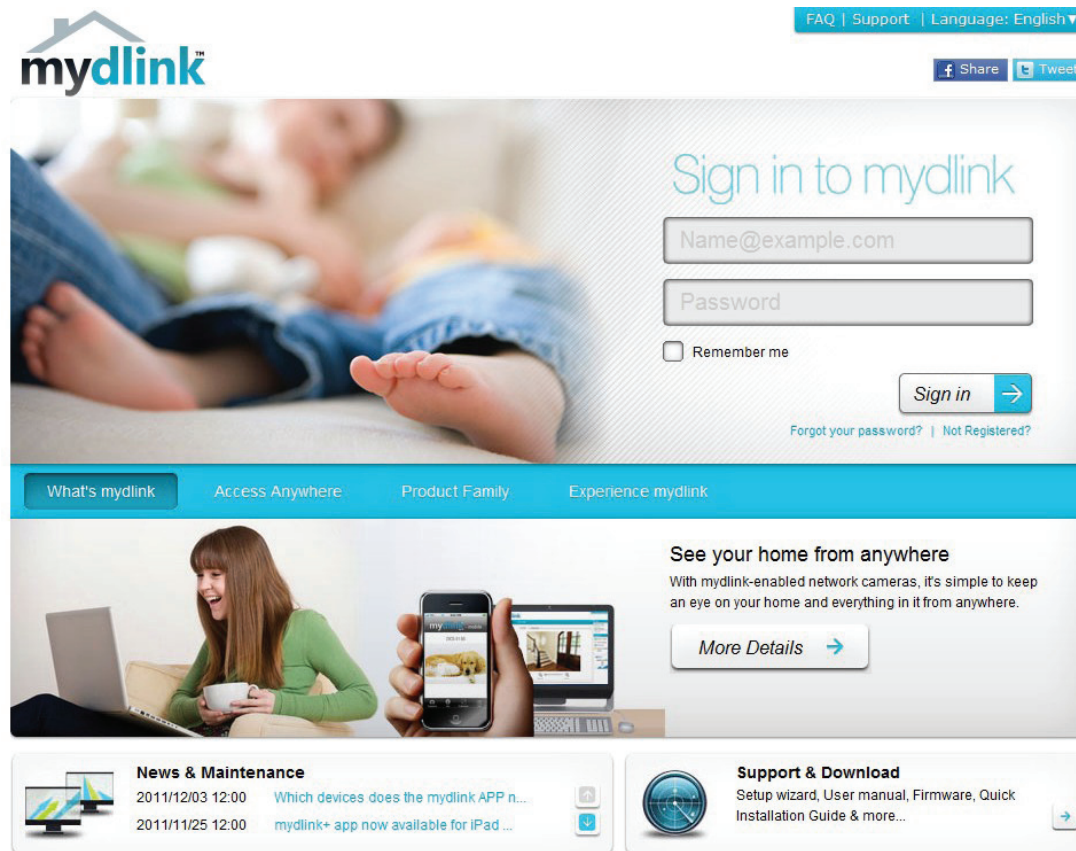 FAQ | Support | Language: English▼
mydlink™
Share Tweet
Sign in to mydlink
Name@example.com
Password
Remember me
Sign in
Forgot your password? | Not Registered?
What's mydlink Access Anywhere Product Family Experience mydlink
See your home from anywhere
With mydlink-enabled network cameras, it's simple to keep
an eye on your home and everything in it from anywhere.
More Details
mydlink
News & Maintenance
2011/12/03 12:00 Which devices does the mydlink APP n...
2011/11/25 12:00 mydlink+ app now available for iPad ...
Support & Download
Setup wizard, User manual, Firmware, Quick
Installation Guide & more...